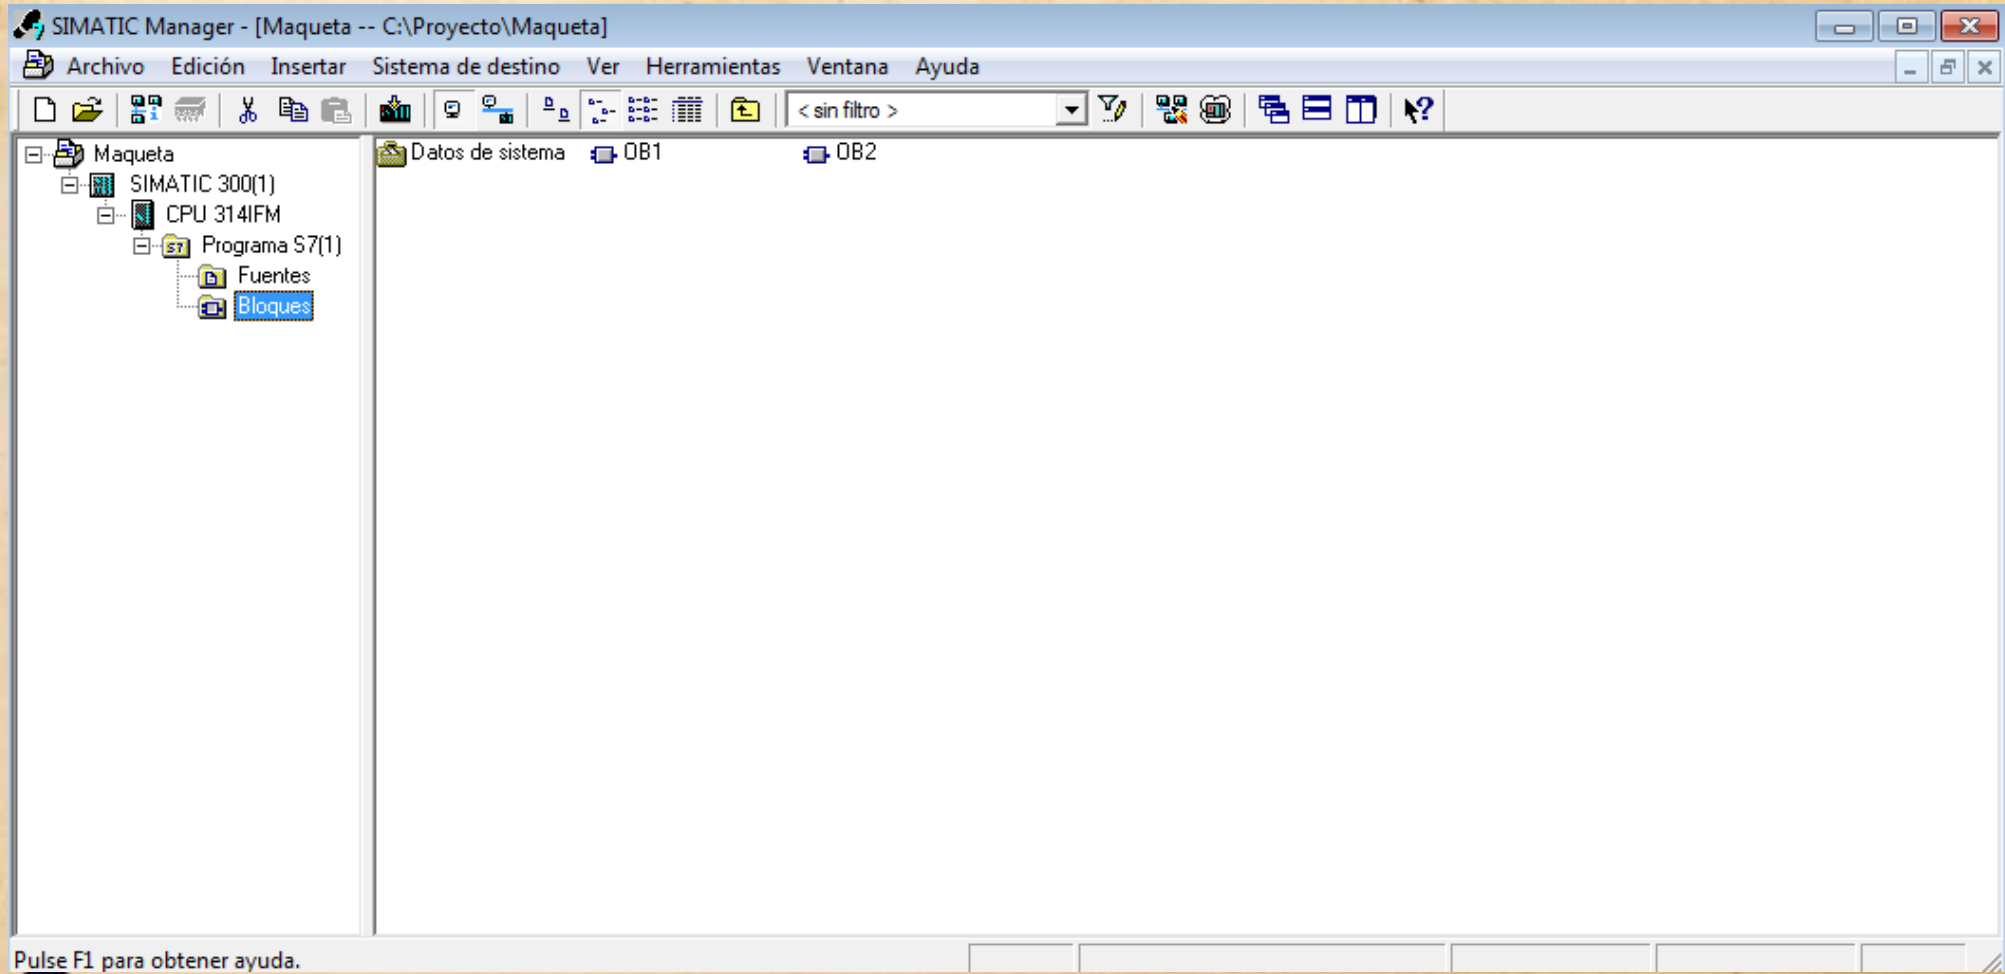 SIMATIC Manager - [Maqueta -- C:\Proyecto\Maqueta]
Archivo Edición Insertar Sistema de destino Ver Herramientas Ventana Ayuda
< sin filtro >
Maqueta
SIMATIC 300(1)
CPU 314IFM
Programa S7(1)
Fuentes
Bloques
Datos de sistema OB1 OB2
Pulse F1 para obtener ayuda.